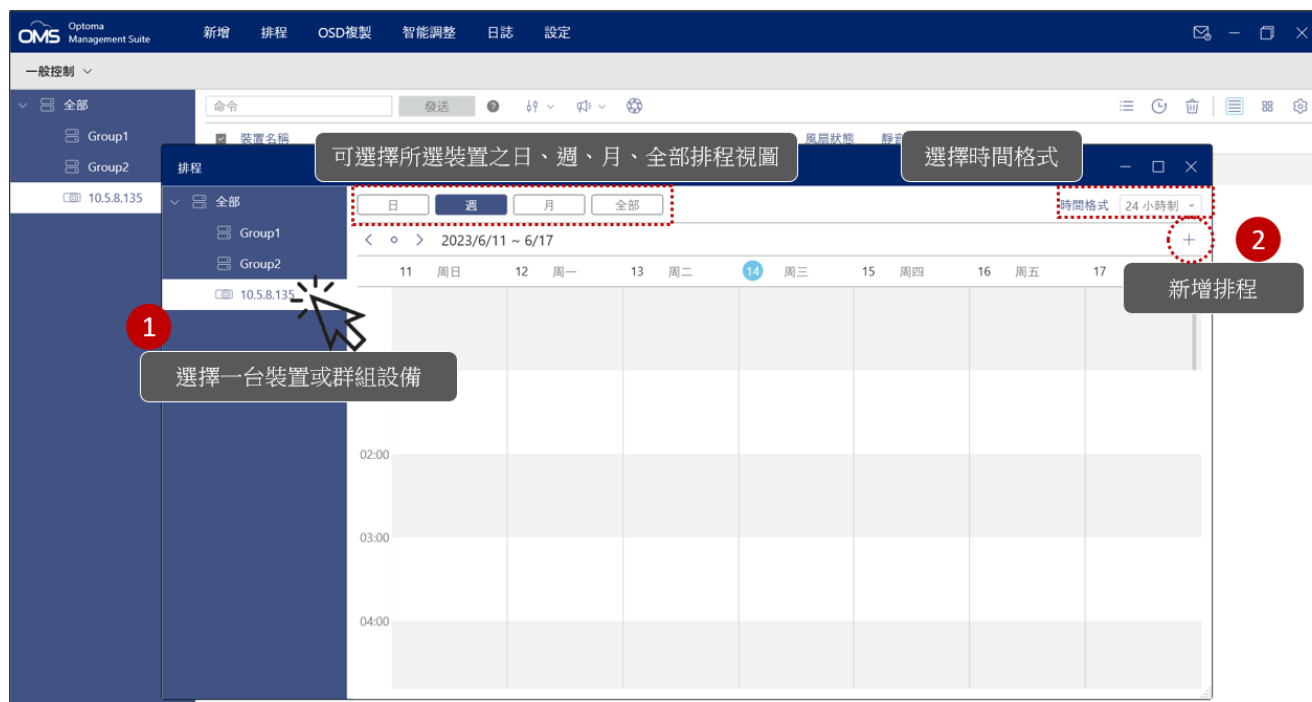 OMS Optoma Management Suite 新增 排程 OSD複製 智能調整 日誌 設定
一般控制
全部
命令 發送
Group1
裝置名稱 風扇狀態
可選擇所選裝置之日、週、月、全部排程視圖
選擇時間格式
Group2
排程
10.5.8.135
全部
日 週 月 全部
時間格式 24 小時制
Group1
2023/6/11 ~ 6/17
2
Group2
11 周日 12 周一 13 周二 14 周三 15 周四 16 周五 17
新增排程
10.5.8.135
1
選擇一台裝置或群組設備
02:00
03:00
04:00